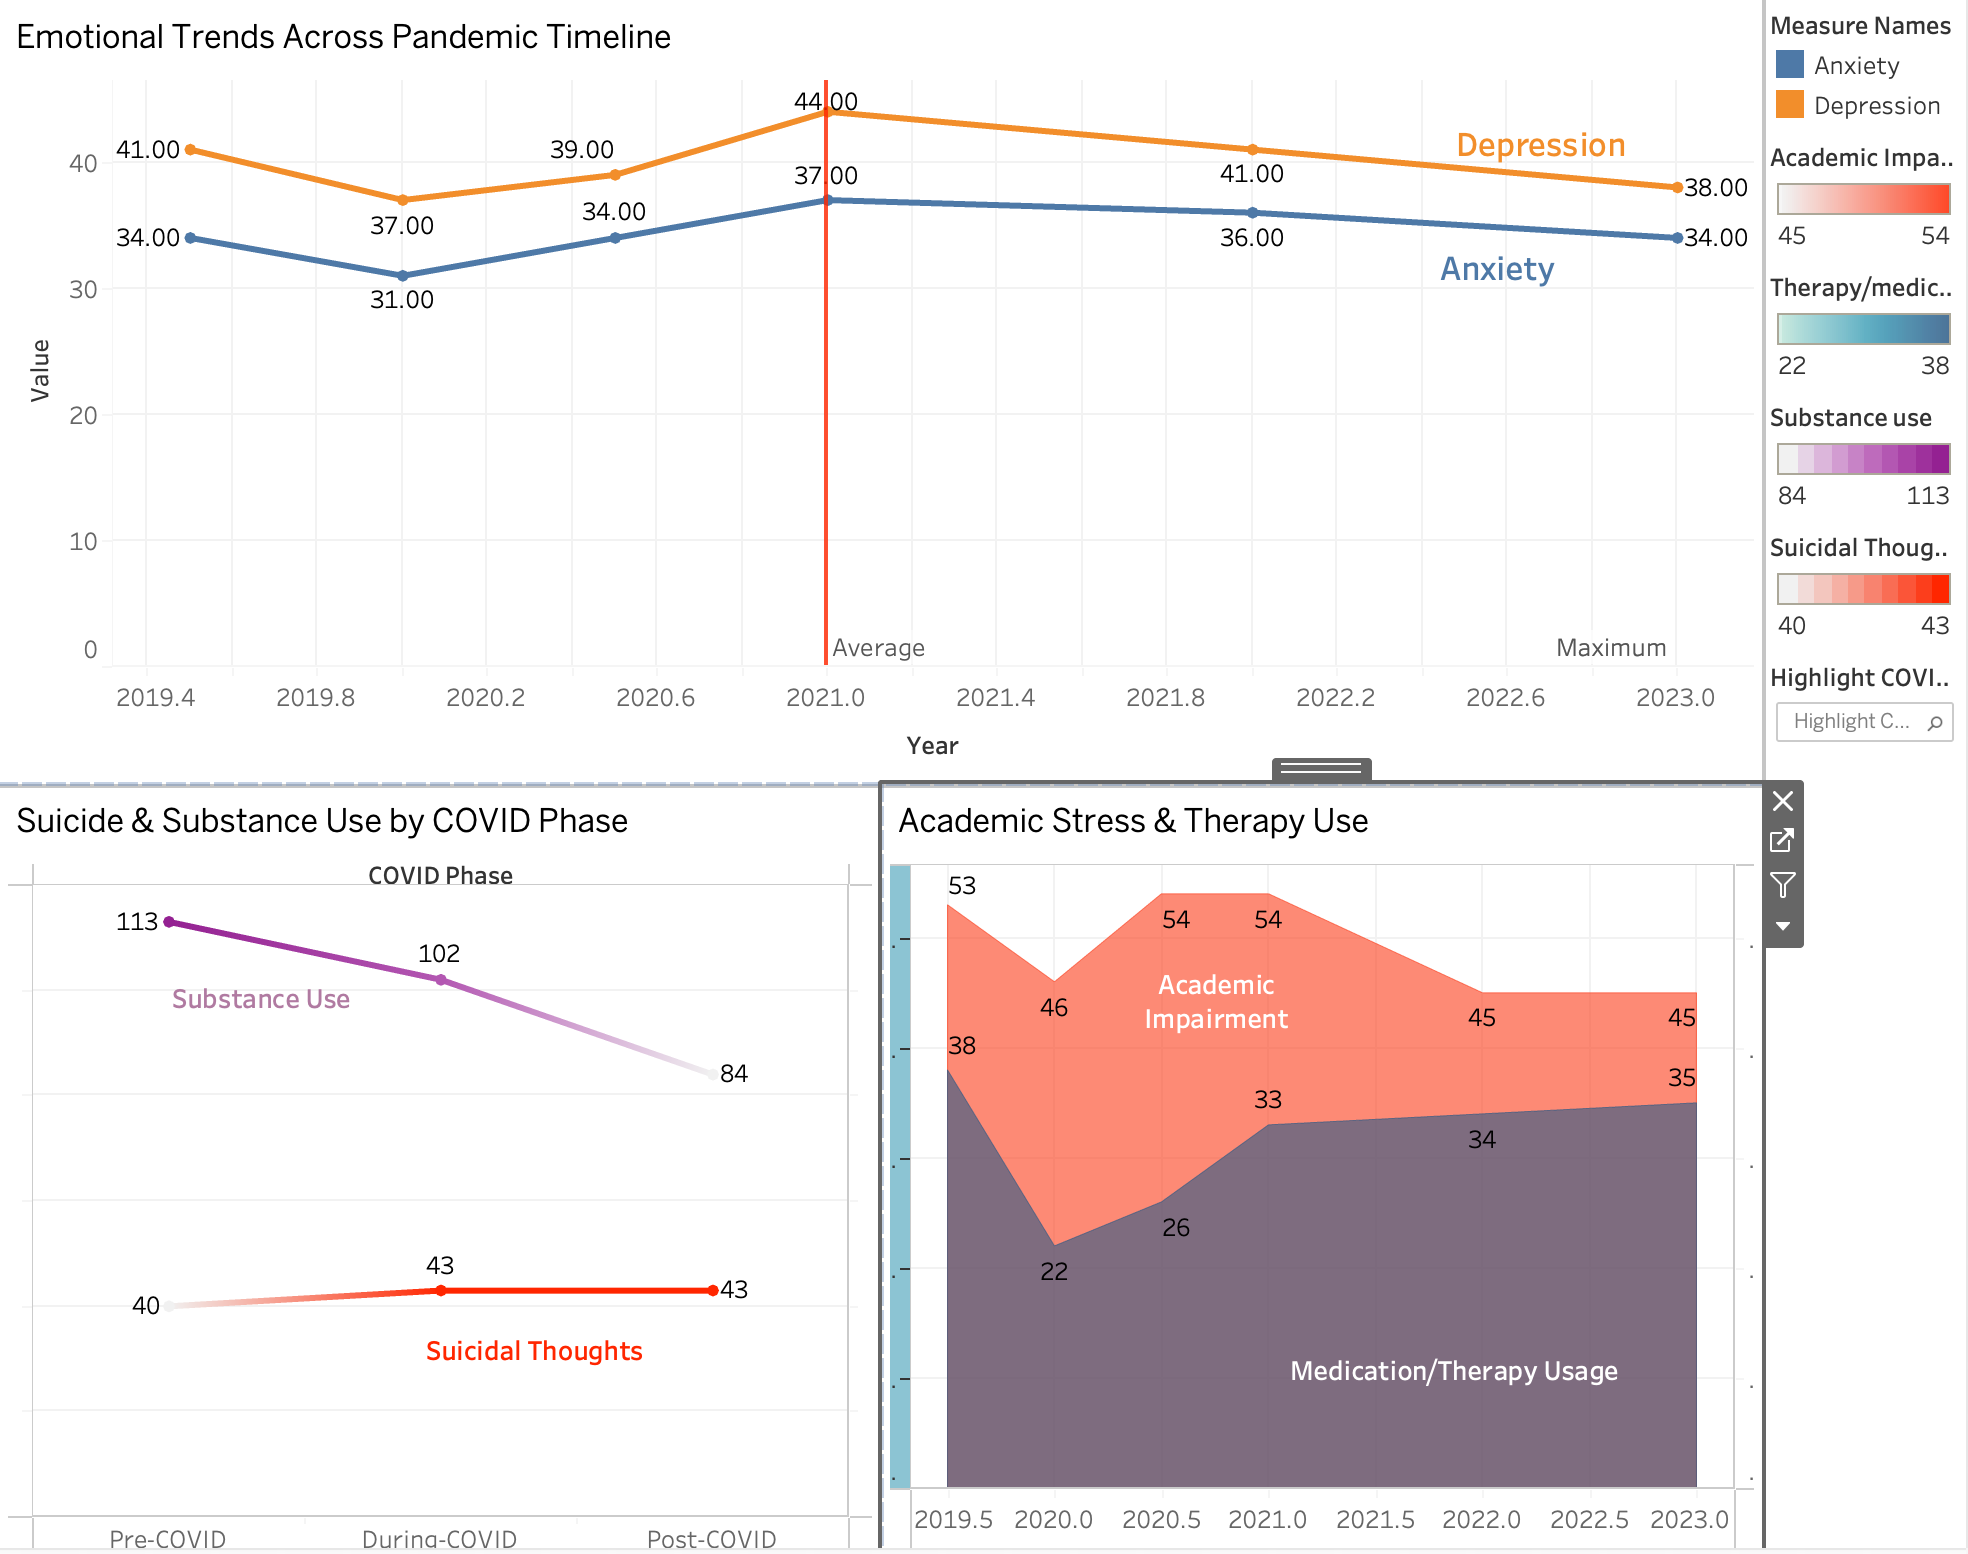 Emotional Trends Across Pandemic Timeline
Value
40
30
20
10
0
41.00
37.00
39.00
44.00
41.00
38.00
34.00
31.00
34.00
37.00
36.00
34.00
Depression
Anxiety
Average
Maximum
2019.4 2019.8 2020.2 2020.6 2021.0 2021.4 2021.8 2022.2 2022.6 2023.0
Year
Measure Names
Anxiety
Depression
Academic Impa..
45 54
Therapy/medic..
22 38
Substance use
84 113
Suicidal Thoug..
40 43
Highlight COVI..
Highlight C...
Suicide & Substance Use by COVID Phase
COVID Phase
113
102
84
Substance Use
40
43
43
Suicidal Thoughts
Pre-COVID During-COVID Post-COVID
Academic Stress & Therapy Use
53
46
54
54
45
45
Academic
Impairment
38
22
26
33
34
35
Medication/Therapy Usage
2019.5 2020.0 2020.5 2021.0 2021.5 2022.0 2022.5 2023.0